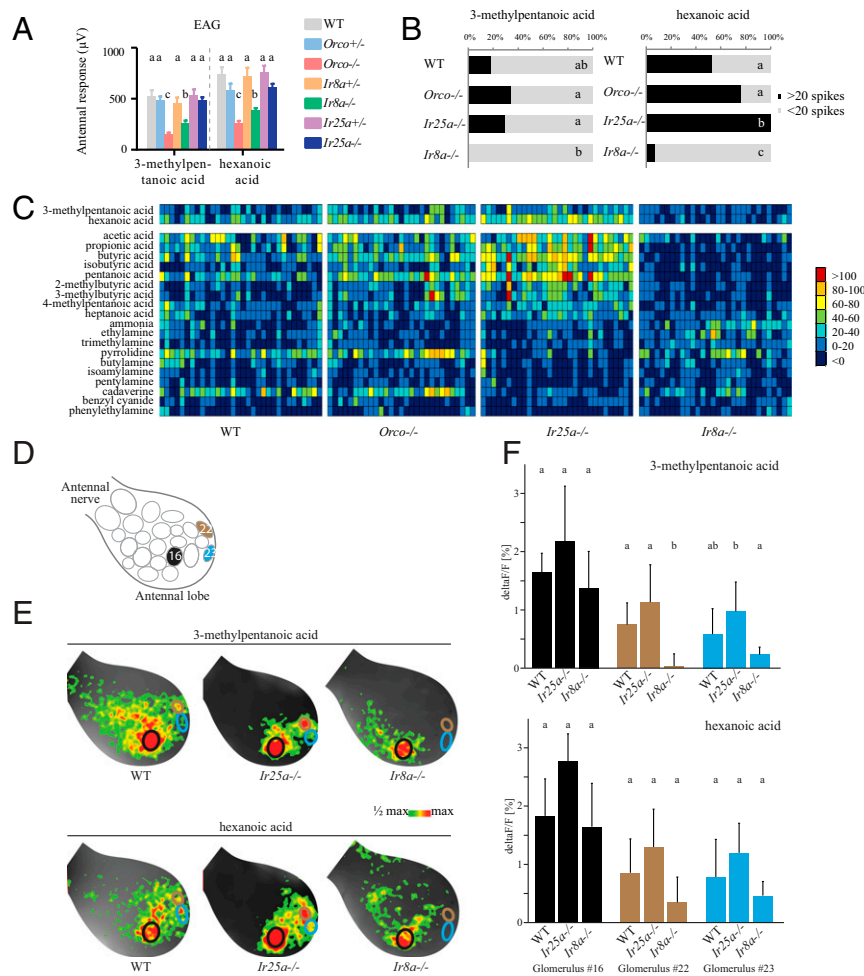 A
EAG
Antennal response (µV)
1000
500
0
a a
c
a
b
a a
a a
c
a
b
a a
3-methylpen-
tanoic acid
hexanoic
acid
WT
Orco+/-
Orco-/-
Ir8a+/-
Ir8a-/-
Ir25a+/-
Ir25a-/-
B
3-methylpentanoic acid
0% 20% 40% 60% 80% 100%
WT ab
Orco-/- a
Ir25a-/- a
Ir8a-/- b
hexanoic acid
0% 20% 40% 60% 80% 100%
WT a
Orco-/- a
Ir25a-/- b
Ir8a-/- c
>20 spikes
<20 spikes
C
3-methylpentanoic acid
hexanoic acid
acetic acid
propionic acid
butyric acid
isobutyric acid
pentanoic acid
2-methylbutyric acid
3-methylbutyric acid
4-methylpentanoic acid
heptanoic acid
ammonia
ethylamine
trimethylamine
pyrrolidine
butylamine
isoamylamine
pentylamine
cadaverine
benzyl cyanide
phenylethylamine
WT
Orco-/-
Ir25a-/-
Ir8a-/-
>100
80-100
60-80
40-60
20-40
0-20
<0
D
Antennal
nerve
22
23
16
Antennal lobe
E
3-methylpentanoic acid
WT
Ir25a-/-
Ir8a-/-
½ max max
hexanoic acid
WT
Ir25a-/-
Ir8a-/-
F
3-methylpentanoic acid
deltaF/F [%]
3
2
1
0
a a a
a a b
ab b a
WT Ir25a-/- Ir8a-/-
WT Ir25a-/- Ir8a-/-
WT Ir25a-/- Ir8a-/-
hexanoic acid
deltaF/F [%]
3
2
1
0
a a a
a a a
a a a
WT Ir25a-/- Ir8a-/-
WT Ir25a-/- Ir8a-/-
WT Ir25a-/- Ir8a-/-
Glomerulus #16
Glomerulus #22
Glomerulus #23